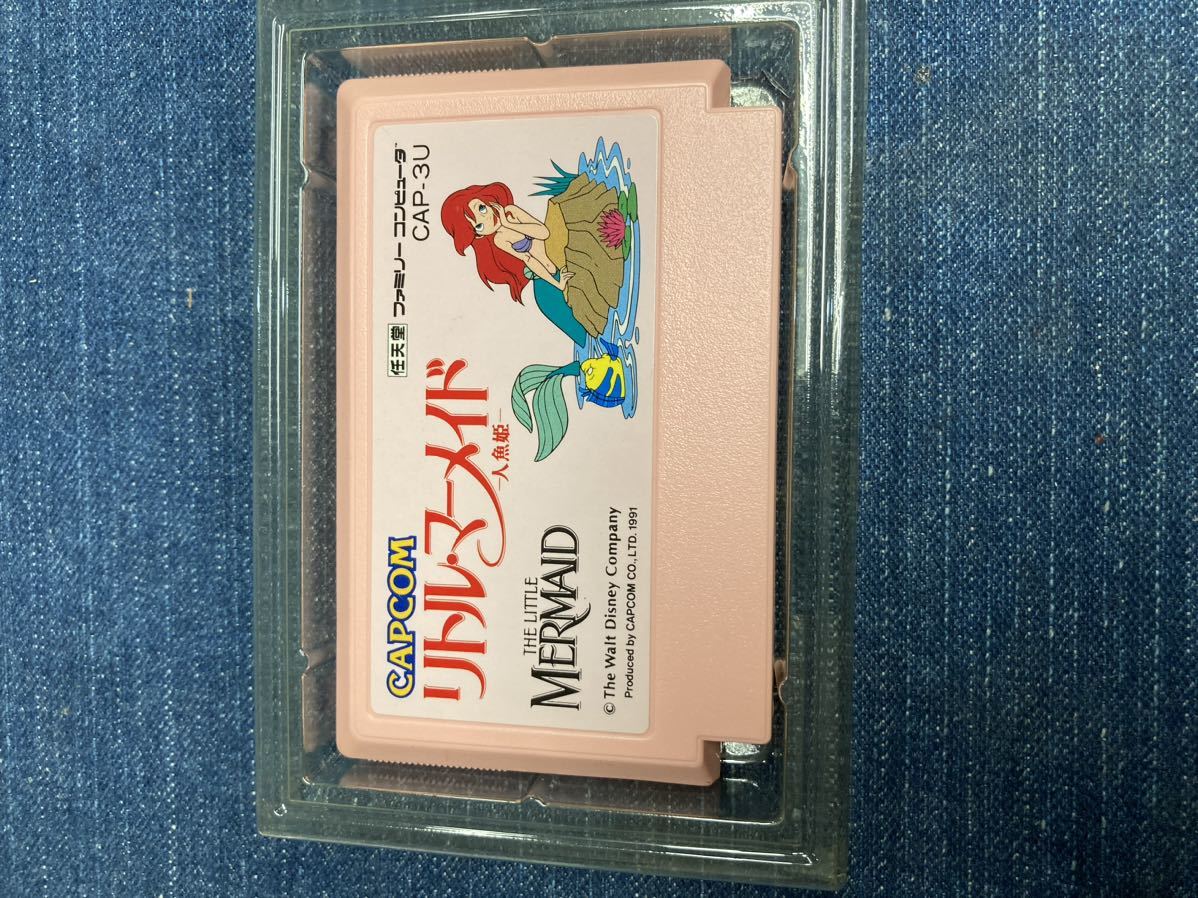 CAPCOM
任天堂 ファミリー コンピュータ™
CAP-3U
リトル・マーメイド
─人魚姫─
THE LITTLE
MERMAID
© The Walt Disney Company
Produced by CAPCOM CO., LTD. 1991